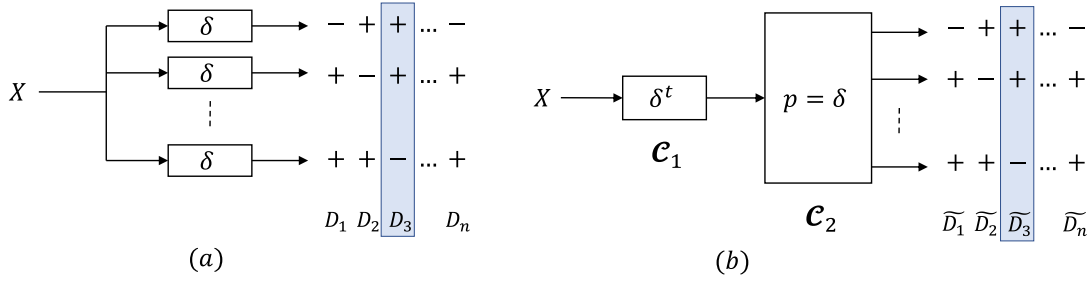 δ − + + ... −
δ + − + ... +
X
δ + + − ... +
D₁ D₂ D₃ Dₙ
(a)
− + + ... −
X δᵗ p = δ + − + ... +
𝓒₁
+ + − ... +
𝓒₂
D̃₁ D̃₂ D̃₃ D̃ₙ
(b)